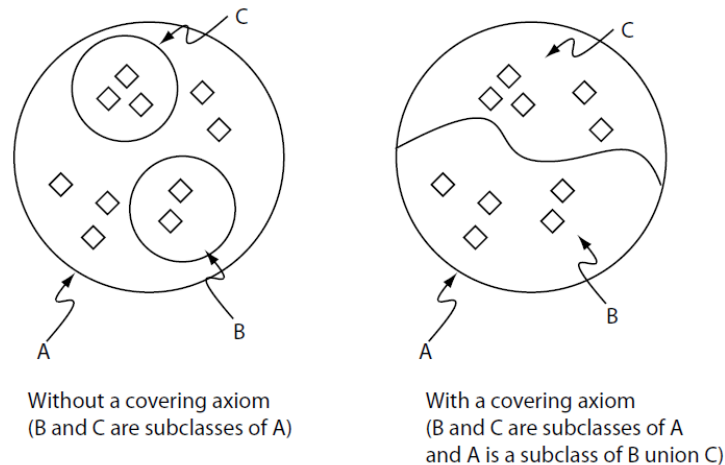 C
B
A
Without a covering axiom
(B and C are subclasses of A)
C
B
A
With a covering axiom
(B and C are subclasses of A
and A is a subclass of B union C)